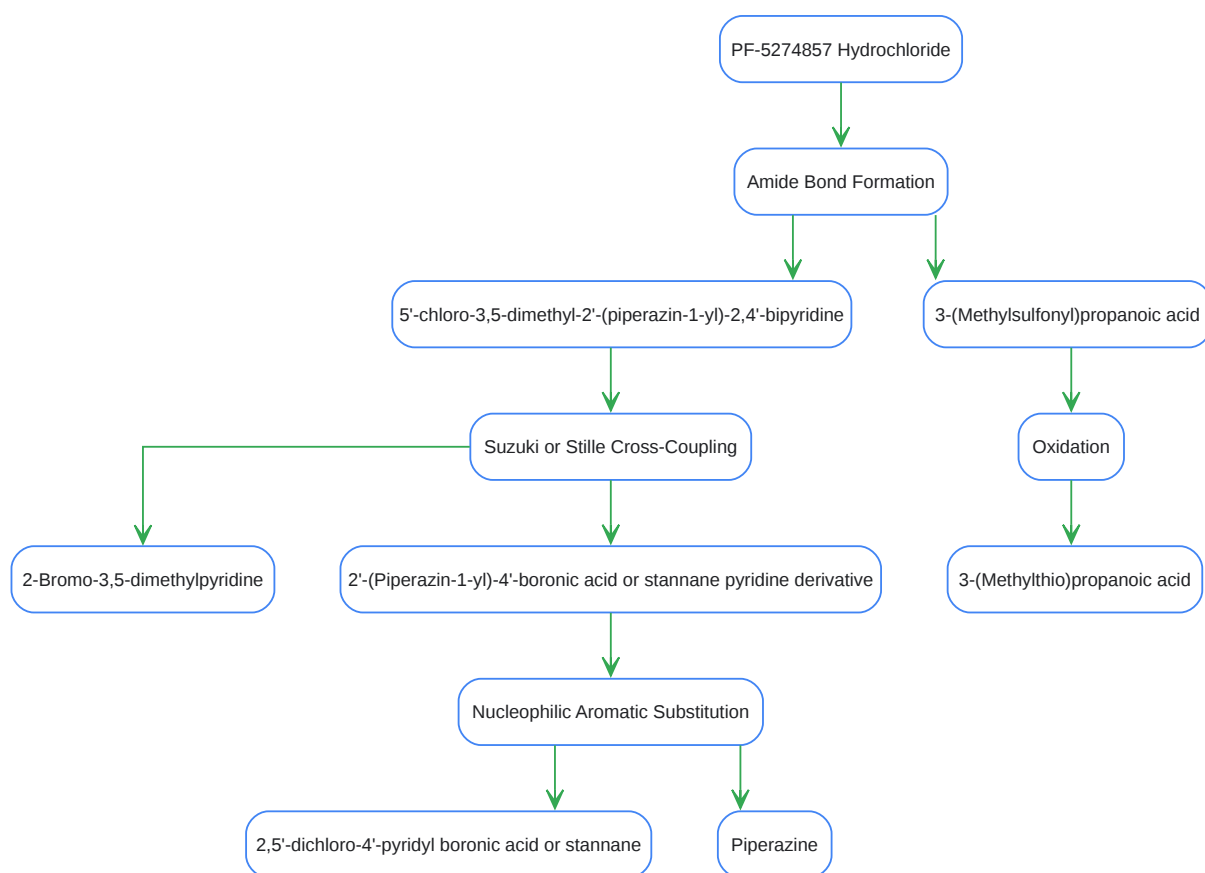 PF-5274857 Hydrochloride
Amide Bond Formation
5'-chloro-3,5-dimethyl-2'-(piperazin-1-yl)-2,4'-bipyridine
3-(Methylsulfonyl)propanoic acid
Suzuki or Stille Cross-Coupling
Oxidation
2-Bromo-3,5-dimethylpyridine
2'-(Piperazin-1-yl)-4'-boronic acid or stannane pyridine derivative
3-(Methylthio)propanoic acid
Nucleophilic Aromatic Substitution
2,5'-dichloro-4'-pyridyl boronic acid or stannane
Piperazine